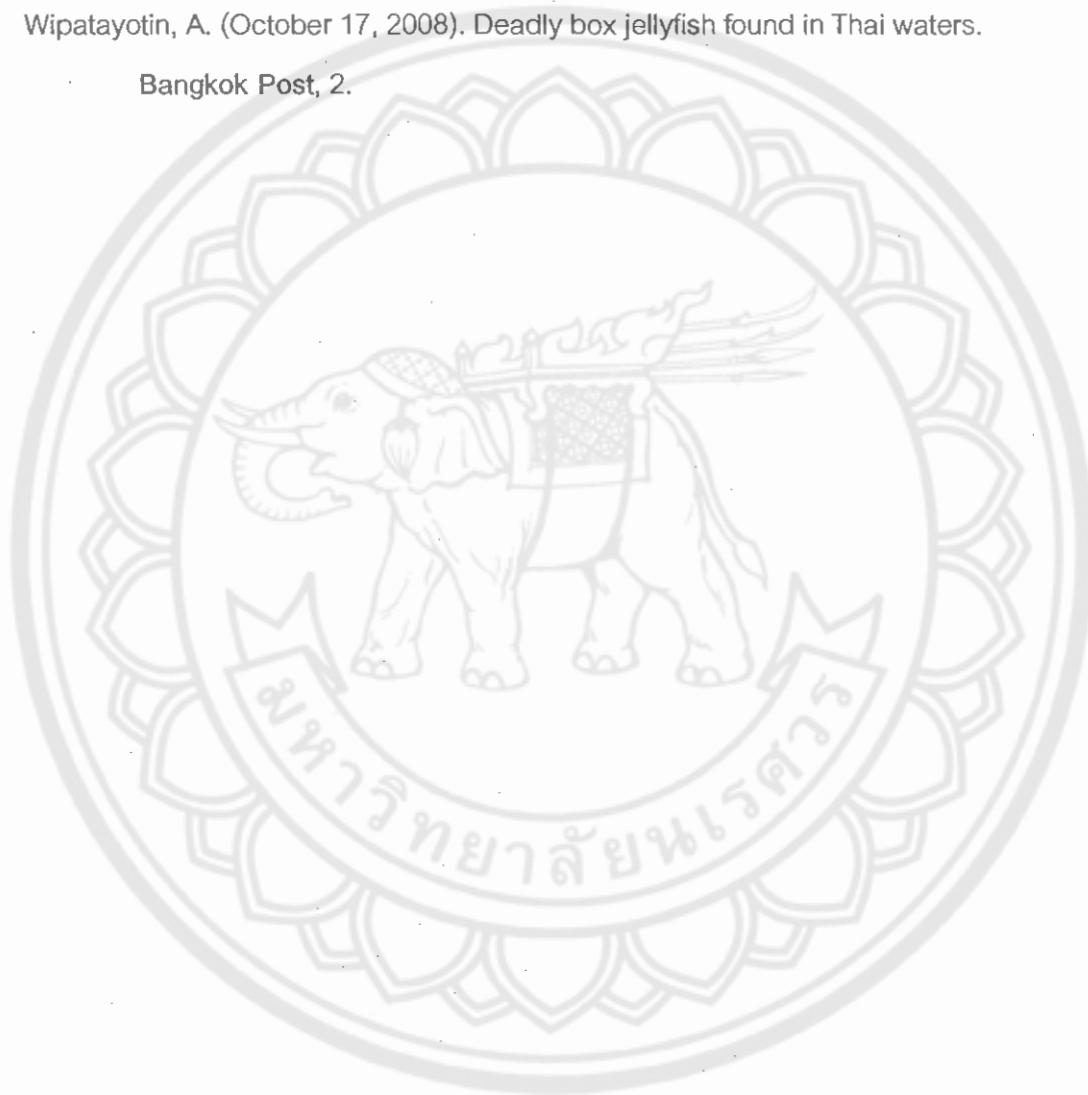 Wipatayotin, A. (October 17, 2008). Deadly box jellyfish found in Thai waters.
Bangkok Post, 2.
มหาวิทยาลัยนเรศวร